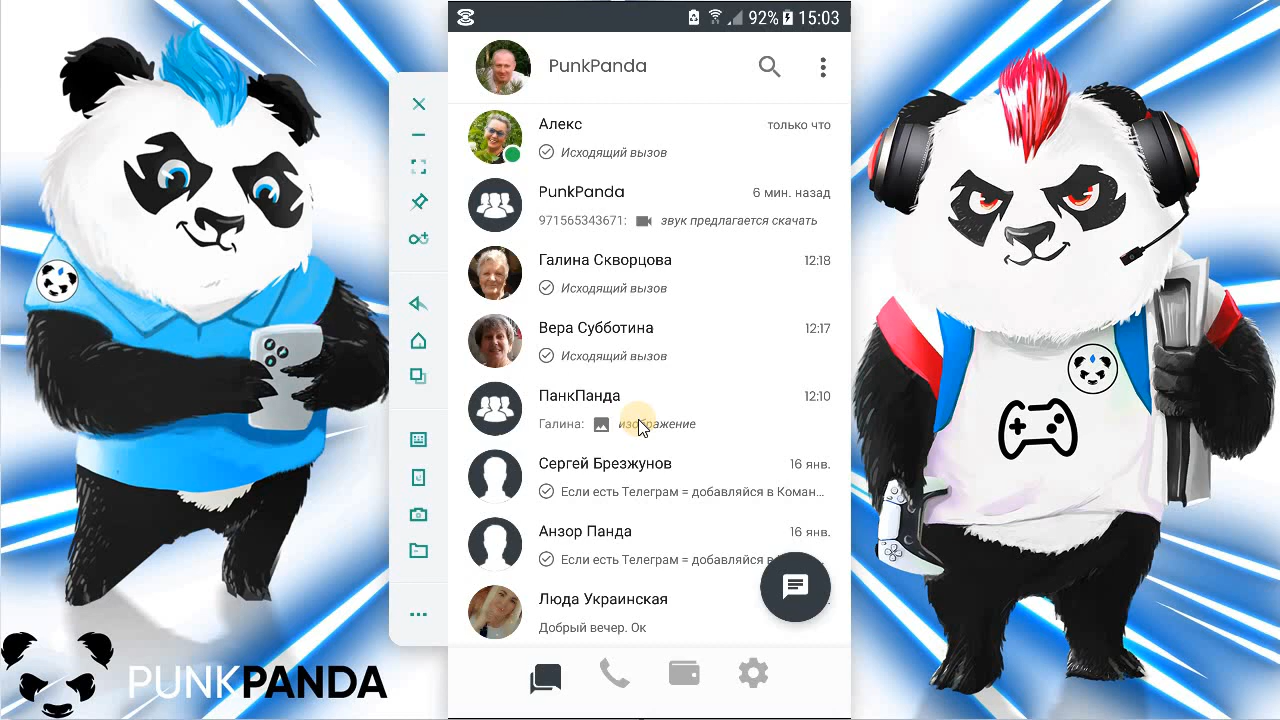 92% 15:03
PunkPanda
Алекс только что
Исходящий вызов
PunkPanda 6 мин. назад
971565343671: звук предлагается скачать
Галина Скворцова 12:18
Исходящий вызов
Вера Субботина 12:17
Исходящий вызов
ПанкПанда 12:10
Галина: изображение
Сергей Брезжунов 16 янв.
Если есть Телеграм = добавляйся в Коман...
Анзор Панда 16 янв.
Если есть Телеграм = добавляйся
Люда Украинская
Добрый вечер. Ок
PUNKPANDA